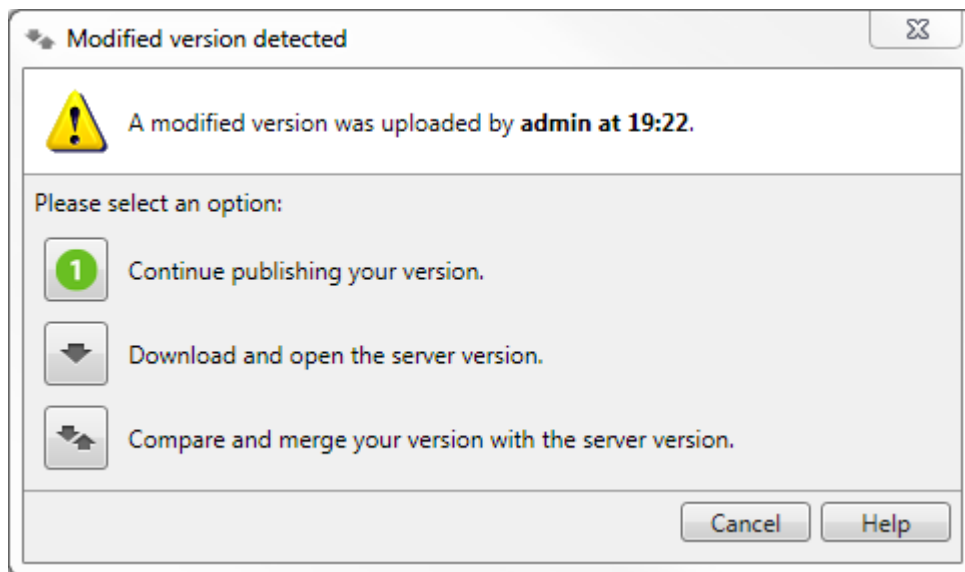 Modified version detected
A modified version was uploaded by admin at 19:22.
Please select an option:
1 Continue publishing your version.
Download and open the server version.
Compare and merge your version with the server version.
Cancel Help